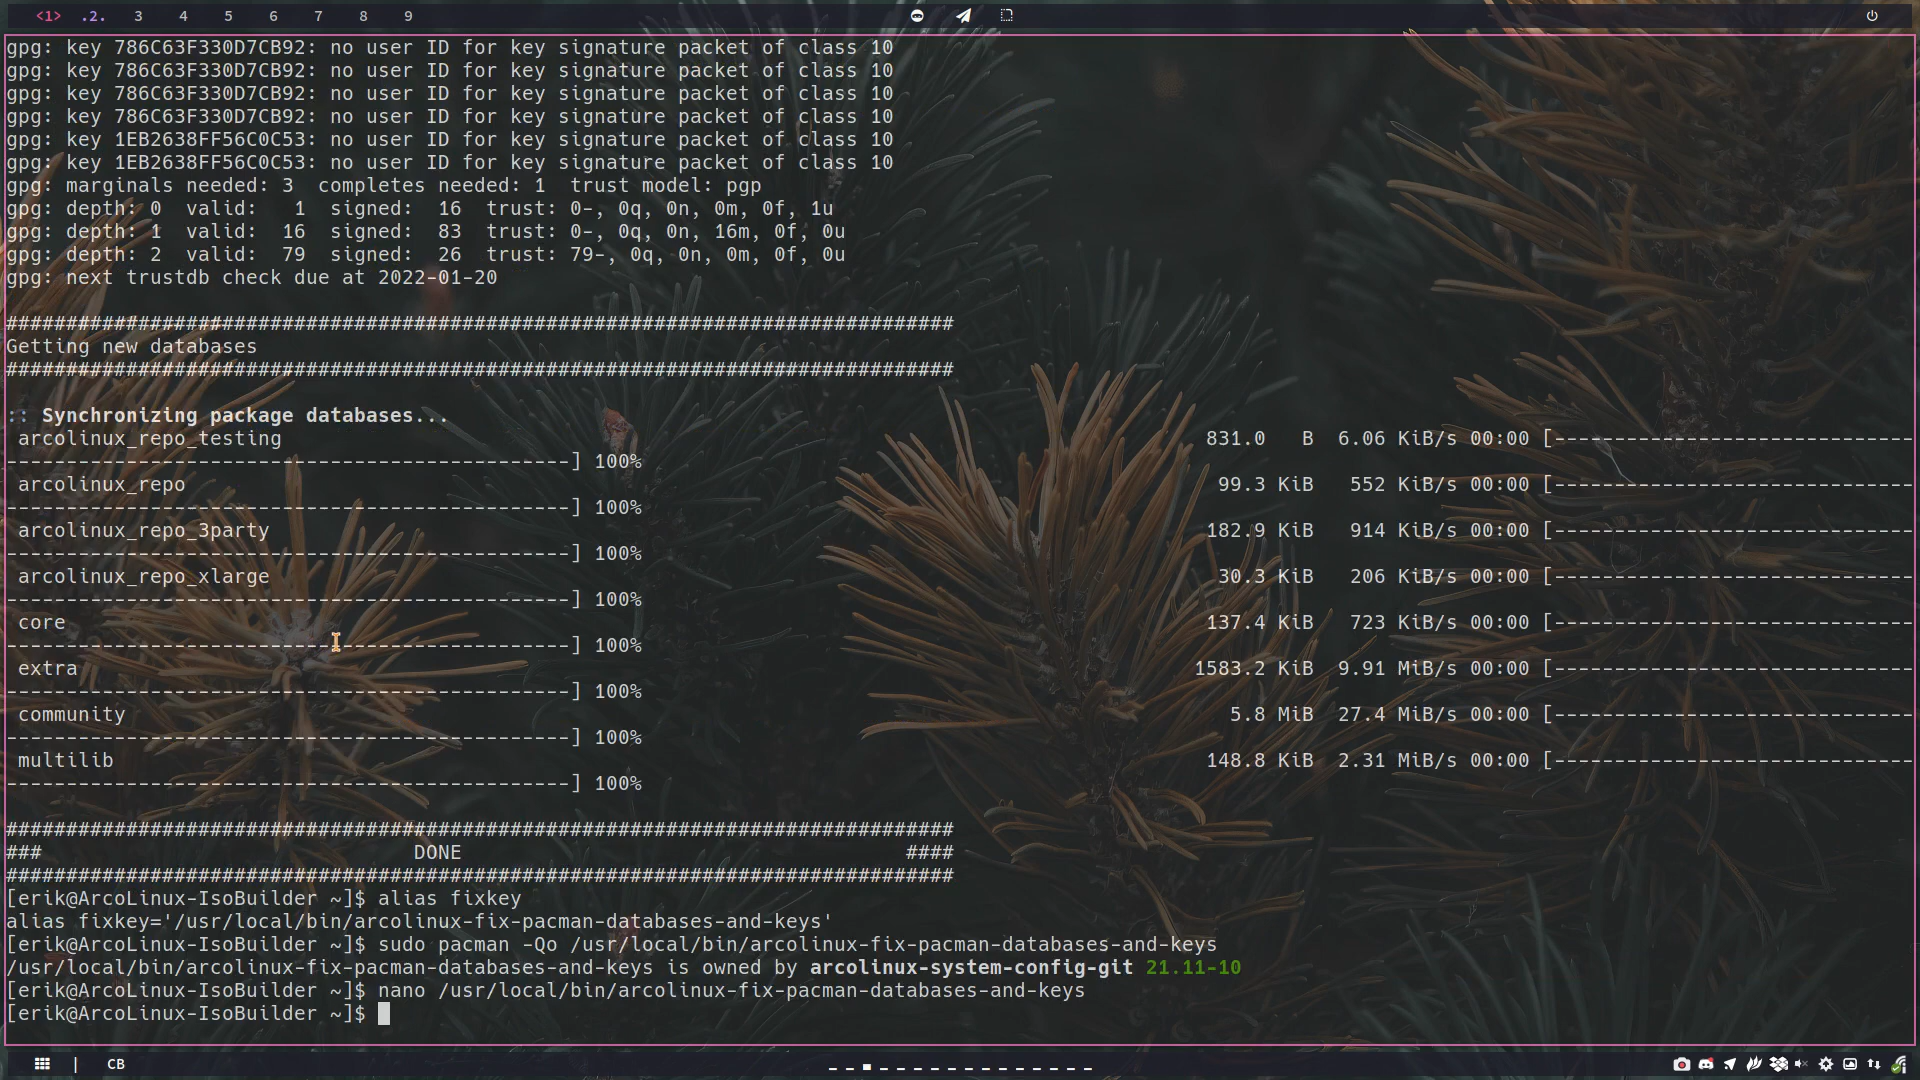 <1> .2. 3 4 5 6 7 8 9
gpg: key 786C63F330D7CB92: no user ID for key signature packet of class 10
gpg: key 786C63F330D7CB92: no user ID for key signature packet of class 10
gpg: key 786C63F330D7CB92: no user ID for key signature packet of class 10
gpg: key 786C63F330D7CB92: no user ID for key signature packet of class 10
gpg: key 1EB2638FF56C0C53: no user ID for key signature packet of class 10
gpg: key 1EB2638FF56C0C53: no user ID for key signature packet of class 10
gpg: marginals needed: 3  completes needed: 1  trust model: pgp
gpg: depth: 0  valid:   1  signed:  16  trust: 0-, 0q, 0n, 0m, 0f, 1u
gpg: depth: 1  valid:  16  signed:  83  trust: 0-, 0q, 0n, 16m, 0f, 0u
gpg: depth: 2  valid:  79  signed:  26  trust: 79-, 0q, 0n, 0m, 0f, 0u
gpg: next trustdb check due at 2022-01-20
###############################################################################
Getting new databases
###############################################################################
:: Synchronizing package databases...
arcolinux_repo_testing 831.0   B  6.06 KiB/s 00:00 [------------------------------
-----------------------------------------------] 100%
arcolinux_repo 99.3 KiB   552 KiB/s 00:00 [------------------------------
-----------------------------------------------] 100%
arcolinux_repo_3party 182.9 KiB   914 KiB/s 00:00 [------------------------------
-----------------------------------------------] 100%
arcolinux_repo_xlarge 30.3 KiB   206 KiB/s 00:00 [------------------------------
-----------------------------------------------] 100%
core 137.4 KiB   723 KiB/s 00:00 [------------------------------
-----------------------------------------------] 100%
extra 1583.2 KiB  9.91 MiB/s 00:00 [------------------------------
-----------------------------------------------] 100%
community 5.8 MiB  27.4 MiB/s 00:00 [------------------------------
-----------------------------------------------] 100%
multilib 148.8 KiB  2.31 MiB/s 00:00 [------------------------------
-----------------------------------------------] 100%
###############################################################################
###                               DONE                                     ####
###############################################################################
[erik@ArcoLinux-IsoBuilder ~]$ alias fixkey
alias fixkey='/usr/local/bin/arcolinux-fix-pacman-databases-and-keys'
[erik@ArcoLinux-IsoBuilder ~]$ sudo pacman -Qo /usr/local/bin/arcolinux-fix-pacman-databases-and-keys
/usr/local/bin/arcolinux-fix-pacman-databases-and-keys is owned by arcolinux-system-config-git 21.11-10
[erik@ArcoLinux-IsoBuilder ~]$ nano /usr/local/bin/arcolinux-fix-pacman-databases-and-keys
[erik@ArcoLinux-IsoBuilder ~]$
| CB